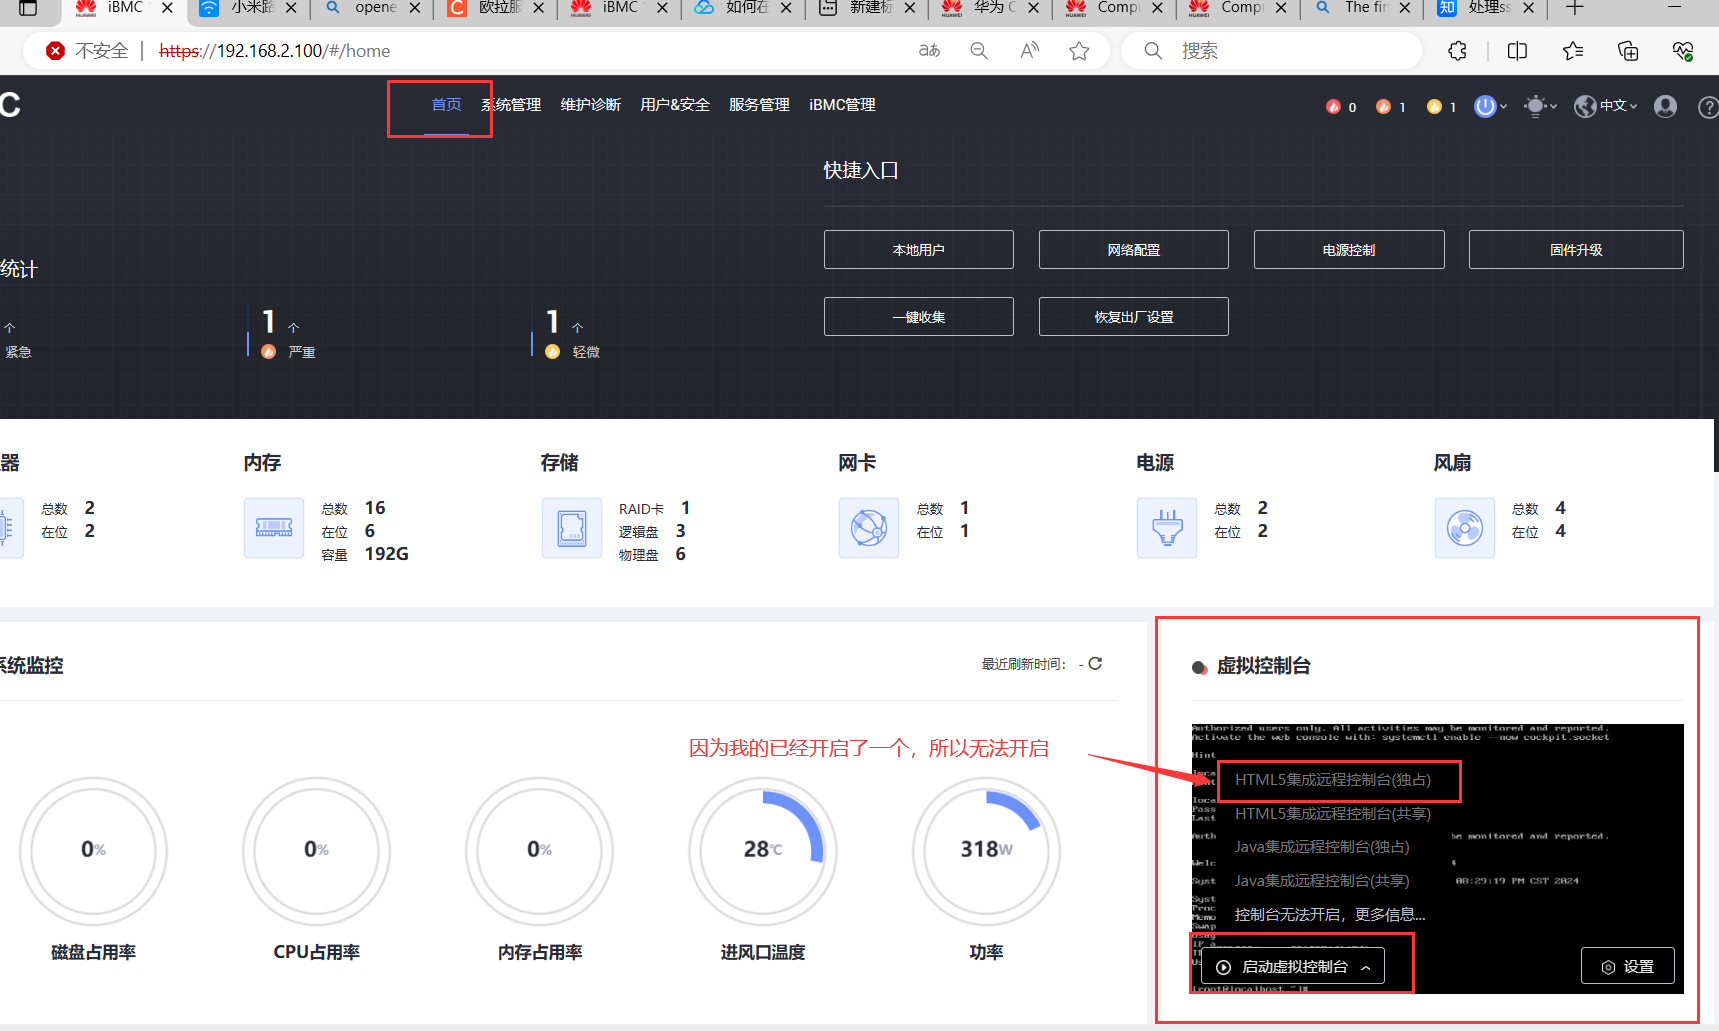 iBMC
小米路
opene
欧拉服
iBMC
如何在
新建标
华为 C
Compu
Compu
The fir
知 处理ss
不安全 https://192.168.2.100/#/home
搜索
C
首页 系统管理 维护诊断 用户&安全 服务管理 iBMC管理
0 1 1 中文
快捷入口
本地用户 网络配置 电源控制 固件升级
一键收集 恢复出厂设置
统计
个 1 个 1 个
紧急 严重 轻微
器 内存 存储 网卡 电源 风扇
总数 2
在位 2
总数 16
在位 6
容量 192G
RAID卡 1
逻辑盘 3
物理盘 6
总数 1
在位 1
总数 2
在位 2
总数 4
在位 4
系统监控
最近刷新时间: -
因为我的已经开启了一个，所以无法开启
0%
磁盘占用率
0%
CPU占用率
0%
内存占用率
28℃
进风口温度
318W
功率
虚拟控制台
Authorized users only. All activities may be monitored and reported.
Activate the web console with: systemctl enable --now cockpit.socket
Hint
HTML5集成远程控制台(独占)
HTML5集成远程控制台(共享)
be monitored and reported.
Java集成远程控制台(独占)
Java集成远程控制台(共享)
08:29:19 PM CST 2024
控制台无法开启，更多信息...
启动虚拟控制台
设置
[root@localhost ~]#